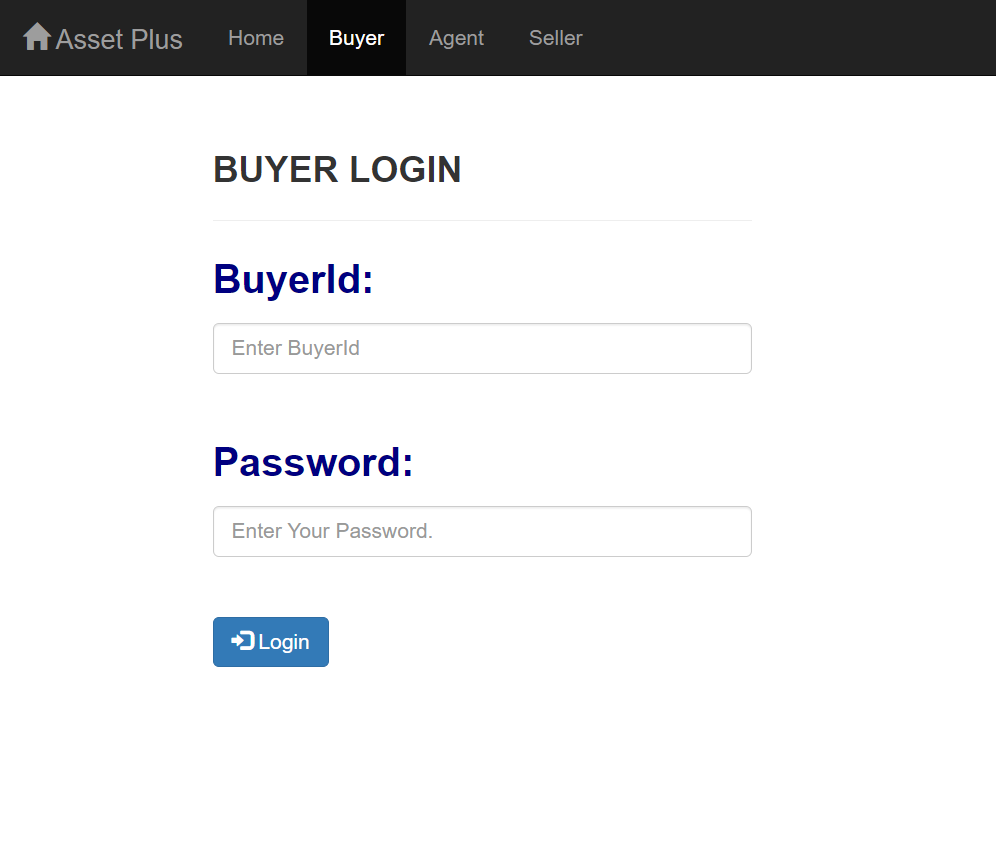 Asset Plus Home Buyer Agent Seller
BUYER LOGIN
BuyerId:
Enter BuyerId
Password:
Enter Your Password.
Login